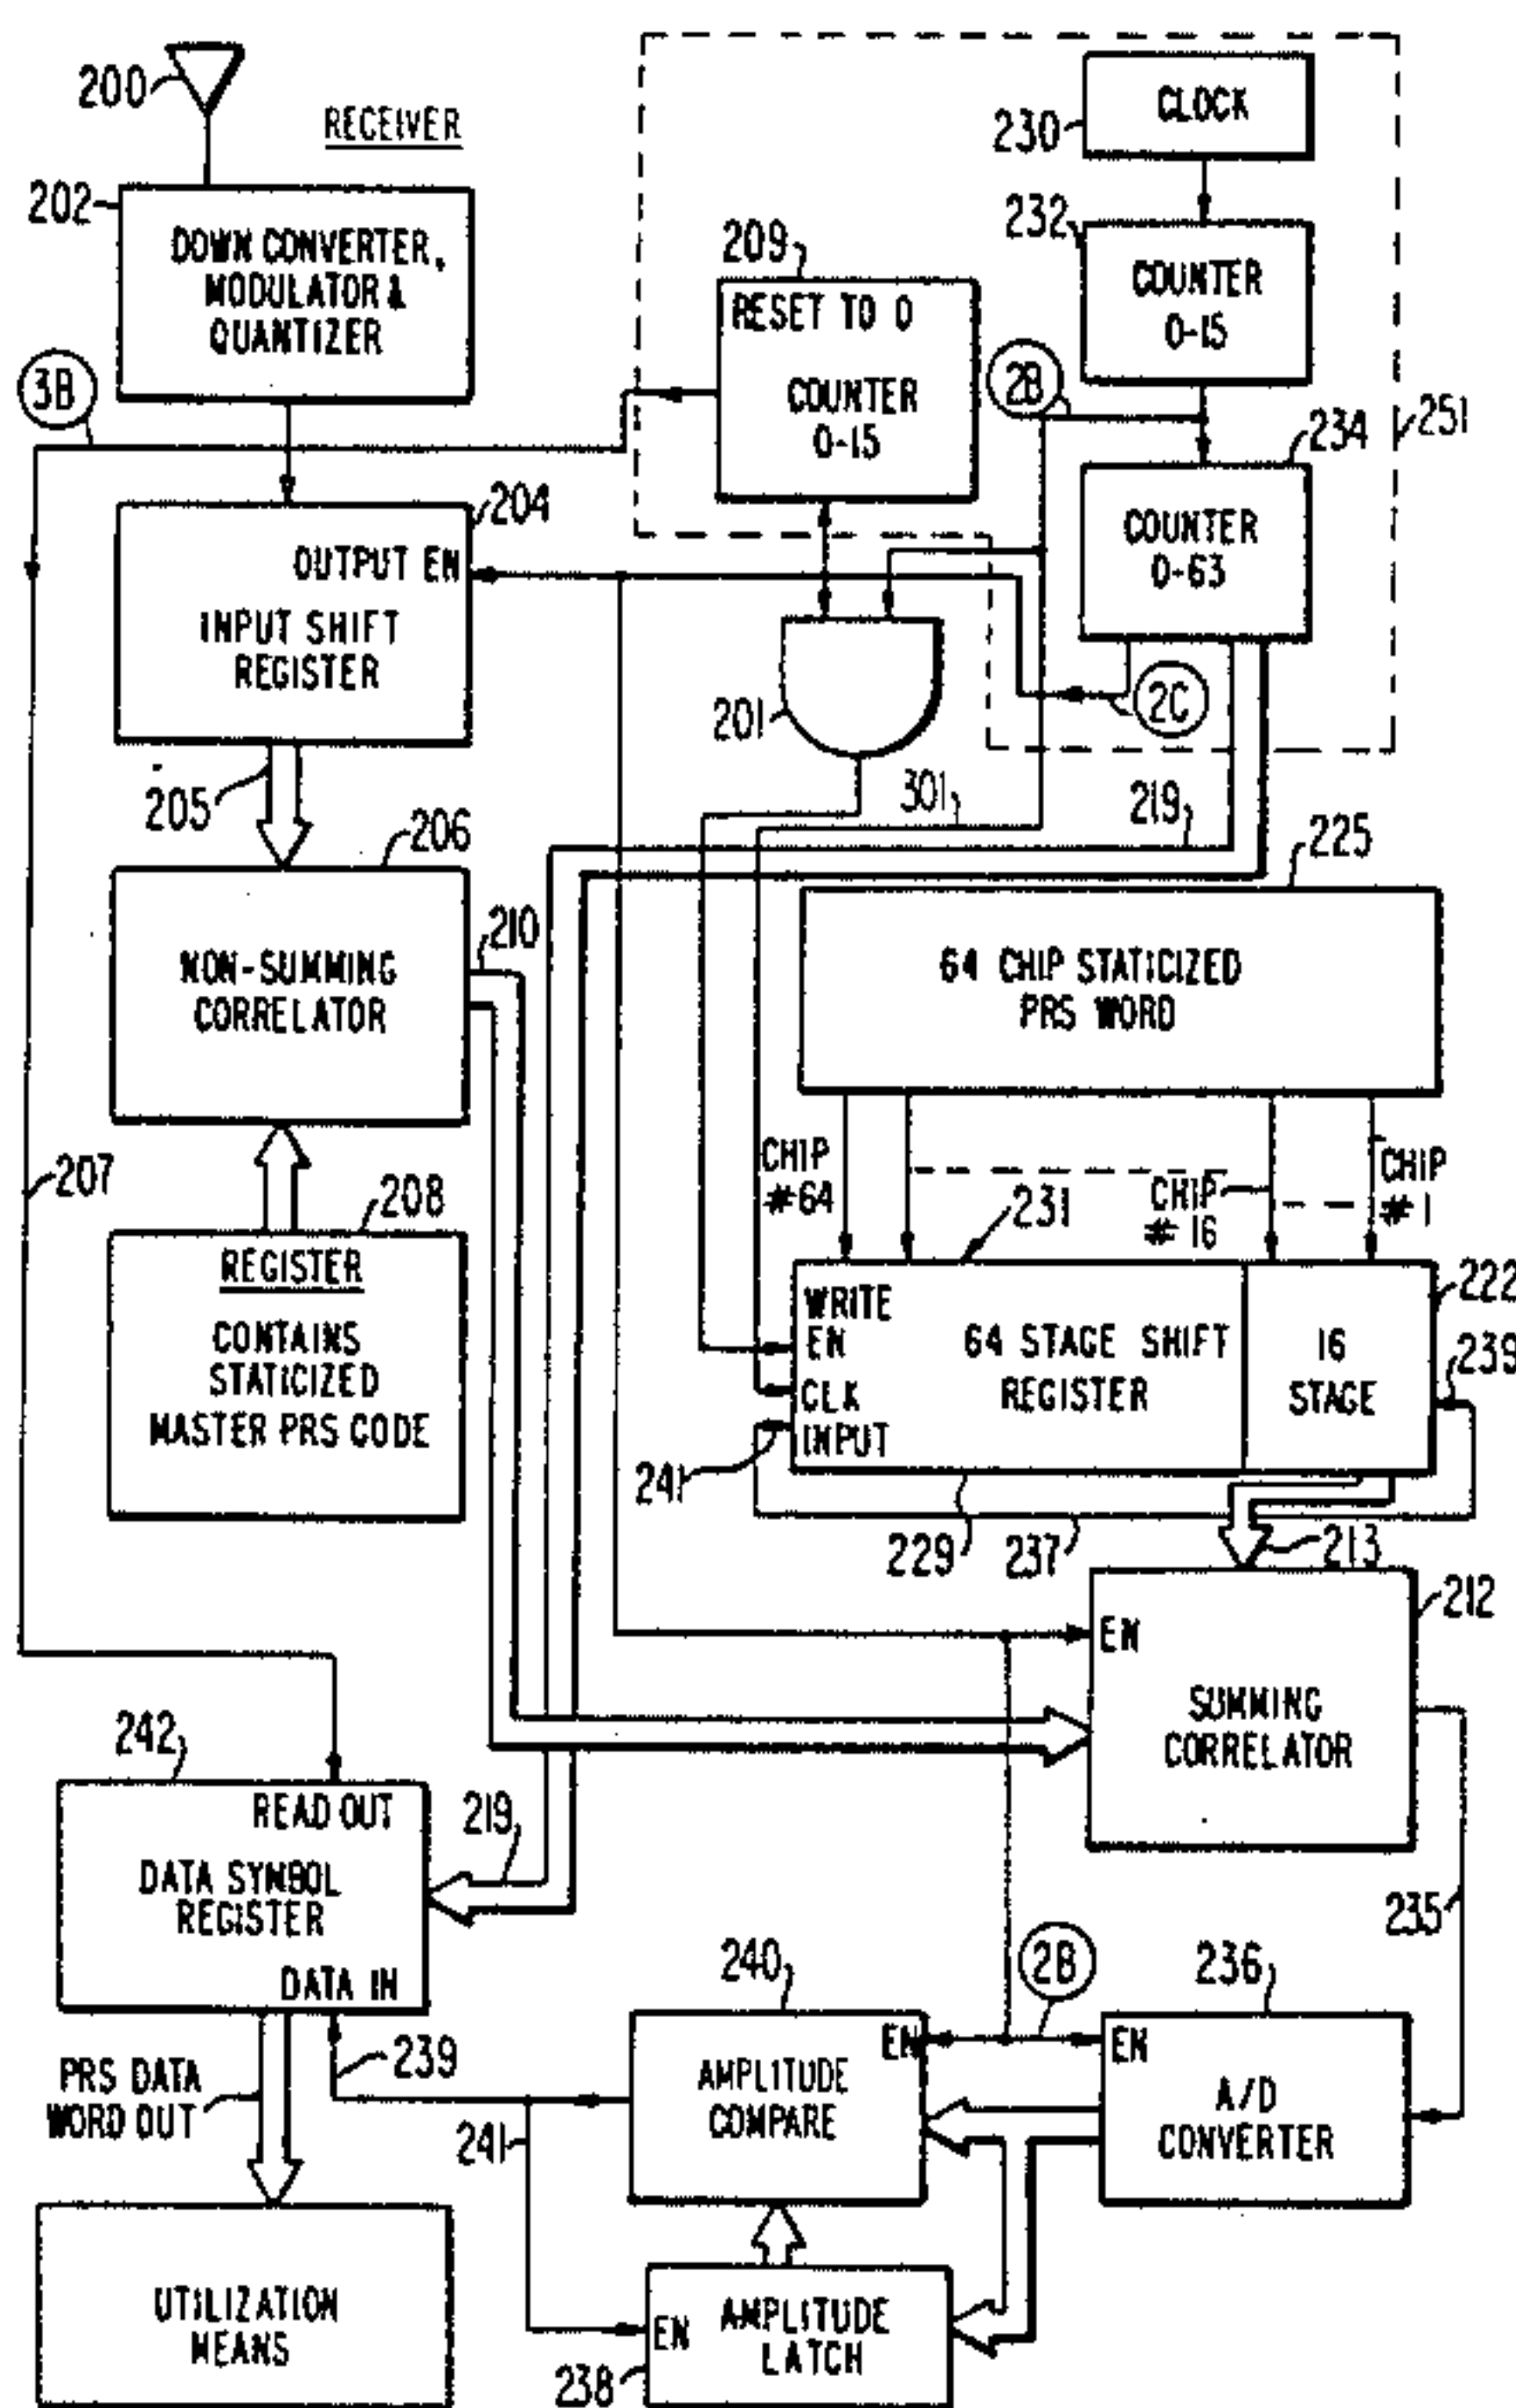 200
RECEIVER
202
DOWN CONVERTER,
MODULATOR &
QUANTIZER
3B
204
OUTPUT EN
INPUT SHIFT
REGISTER
205
206
NON-SUMMING
CORRELATOR
210
207
208
REGISTER
CONTAINS
STATICIZED
MASTER PRS CODE
209
RESET TO 0
COUNTER
0-15
230
CLOCK
232
COUNTER
0-15
2B
251
234
COUNTER
0-63
2C
201
301
219
225
64 CHIP STATICIZED
PRS WORD
CHIP
#64
231
CHIP
#16
CHIP
#1
222
WRITE
EN
CLK
INPUT
64 STAGE SHIFT
REGISTER
16
STAGE
239
241
229
237
213
212
EN
SUMMING
CORRELATOR
235
242
READ OUT
DATA SYMBOL
REGISTER
DATA IN
219
239
PRS DATA
WORD OUT
UTILIZATION
MEANS
240
EN
AMPLITUDE
COMPARE
2B
236
EN
A/D
CONVERTER
241
238
EN
AMPLITUDE
LATCH